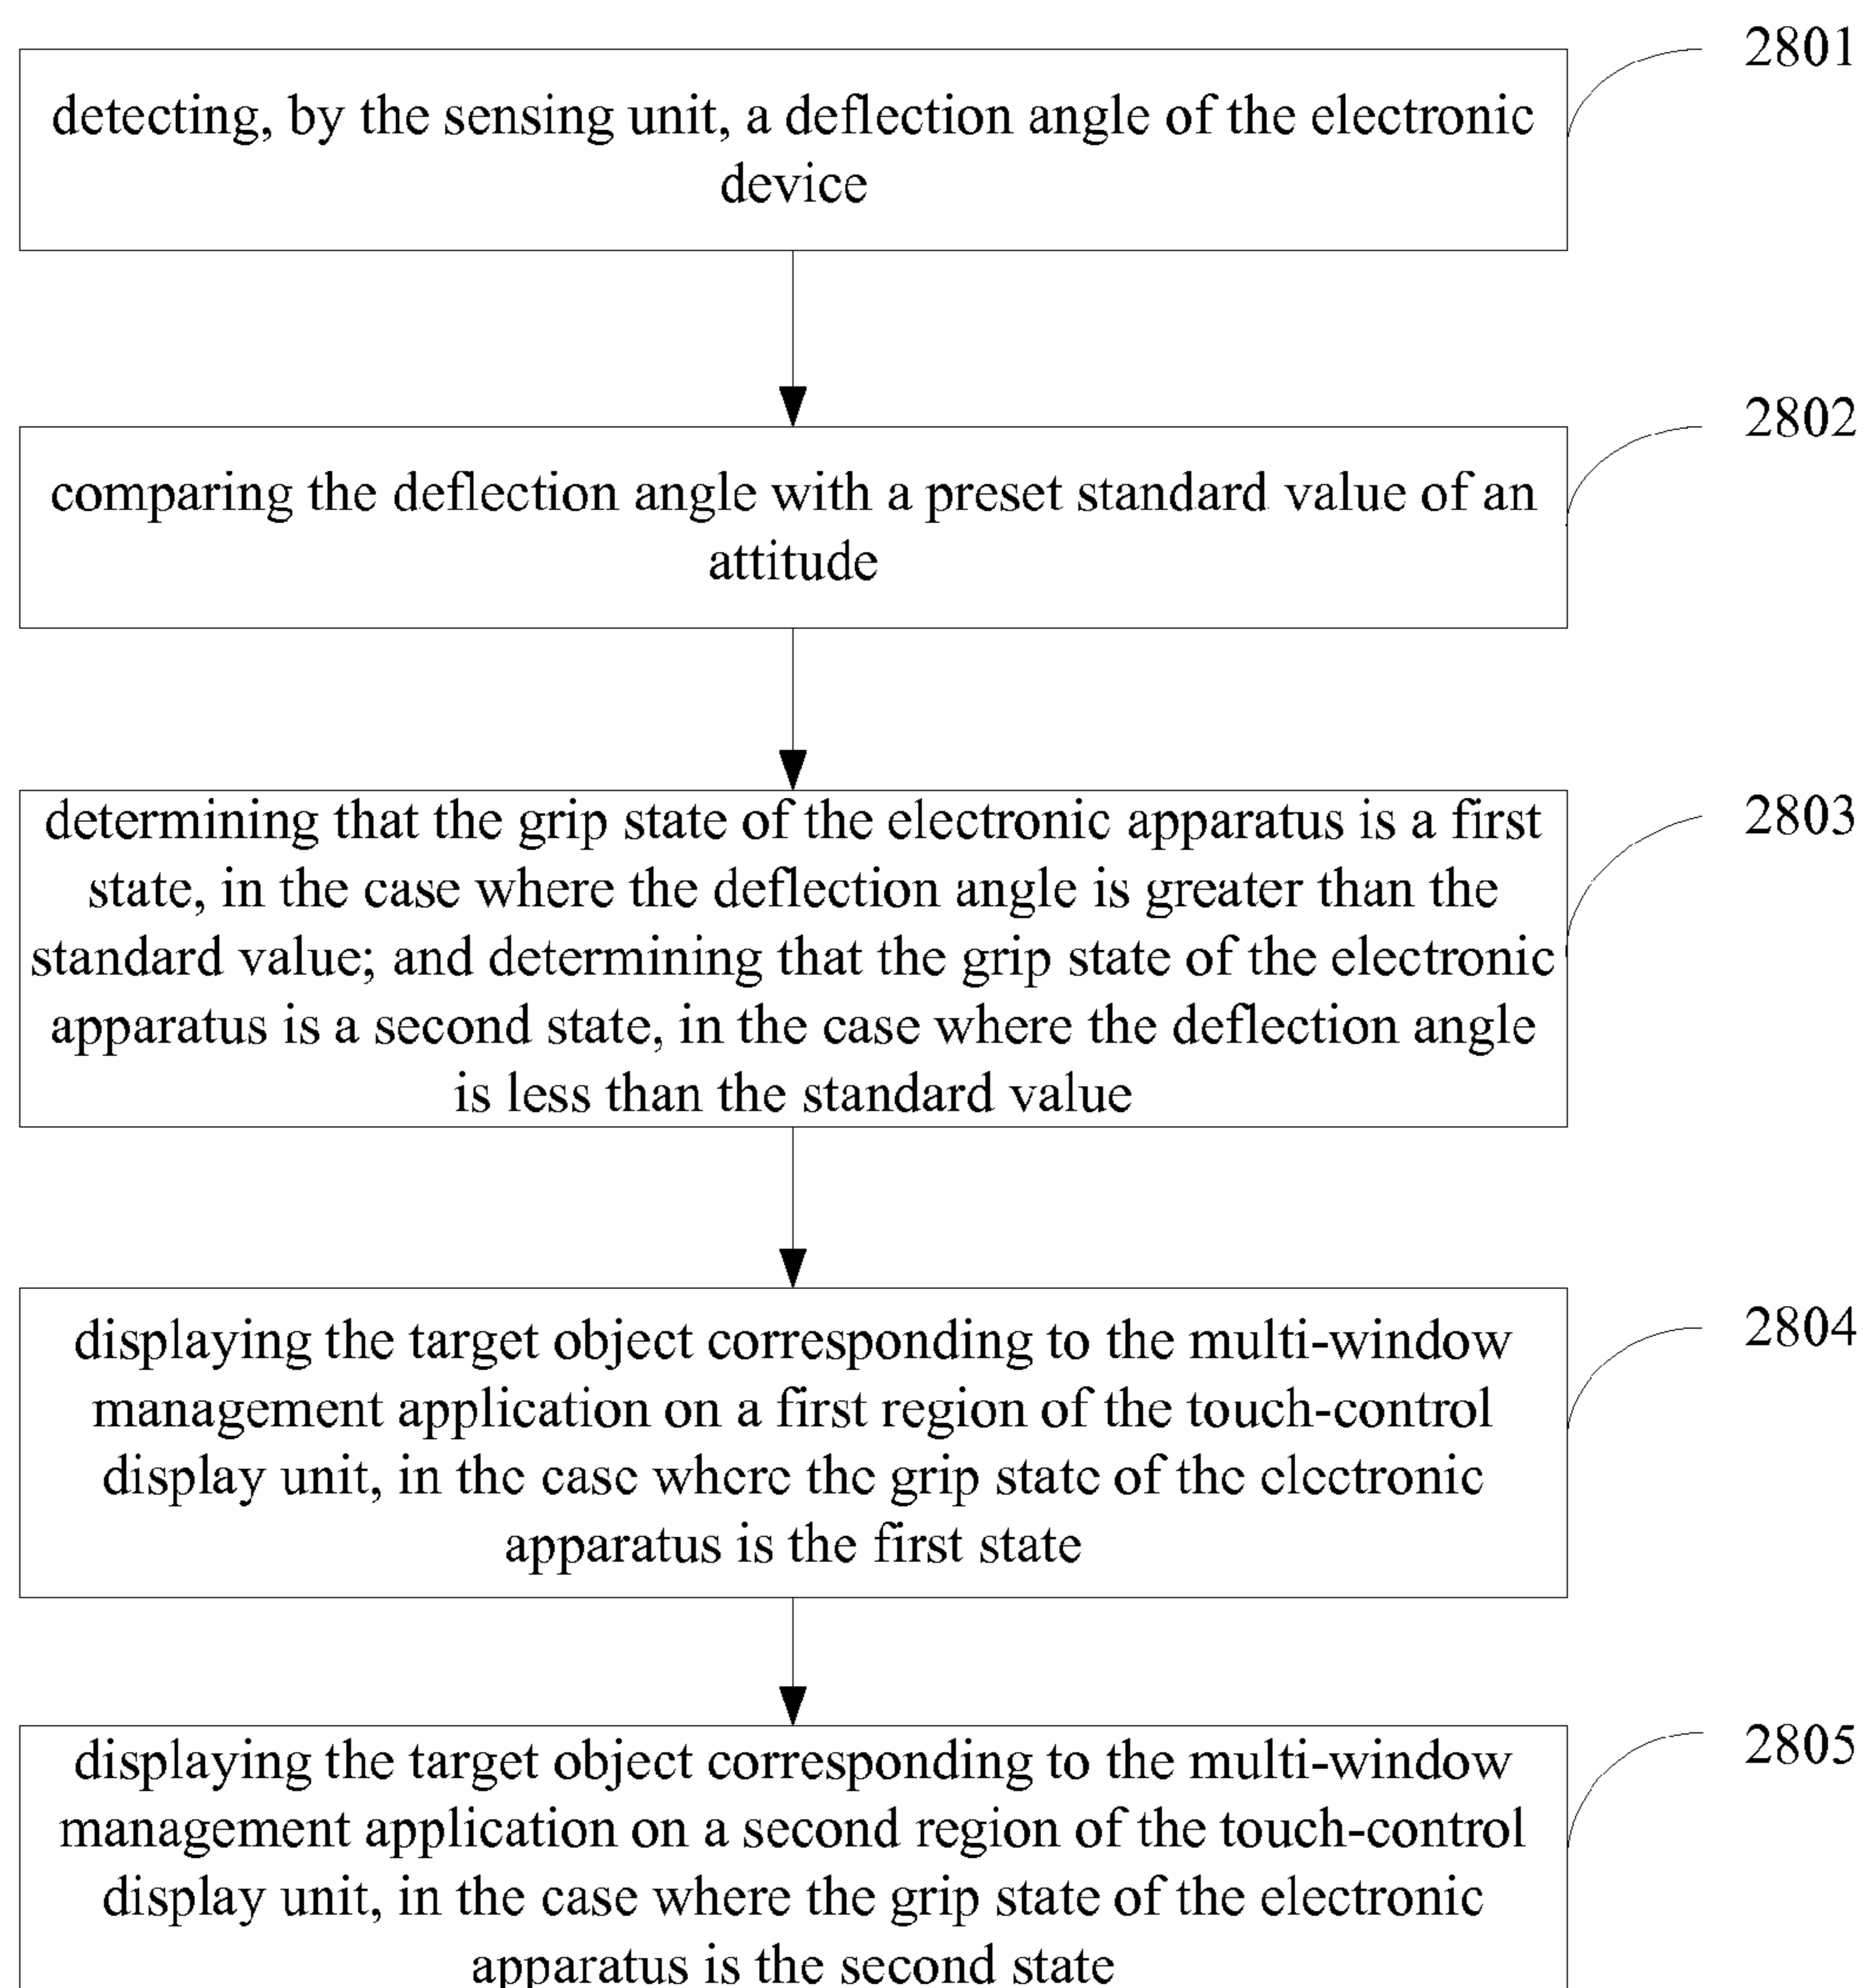 2801
detecting, by the sensing unit, a deflection angle of the electronic
device
2802
comparing the deflection angle with a preset standard value of an
attitude
2803
determining that the grip state of the electronic apparatus is a first
state, in the case where the deflection angle is greater than the
standard value; and determining that the grip state of the electronic
apparatus is a second state, in the case where the deflection angle
is less than the standard value
2804
displaying the target object corresponding to the multi-window
management application on a first region of the touch-control
display unit, in the case where the grip state of the electronic
apparatus is the first state
2805
displaying the target object corresponding to the multi-window
management application on a second region of the touch-control
display unit, in the case where the grip state of the electronic
apparatus is the second state